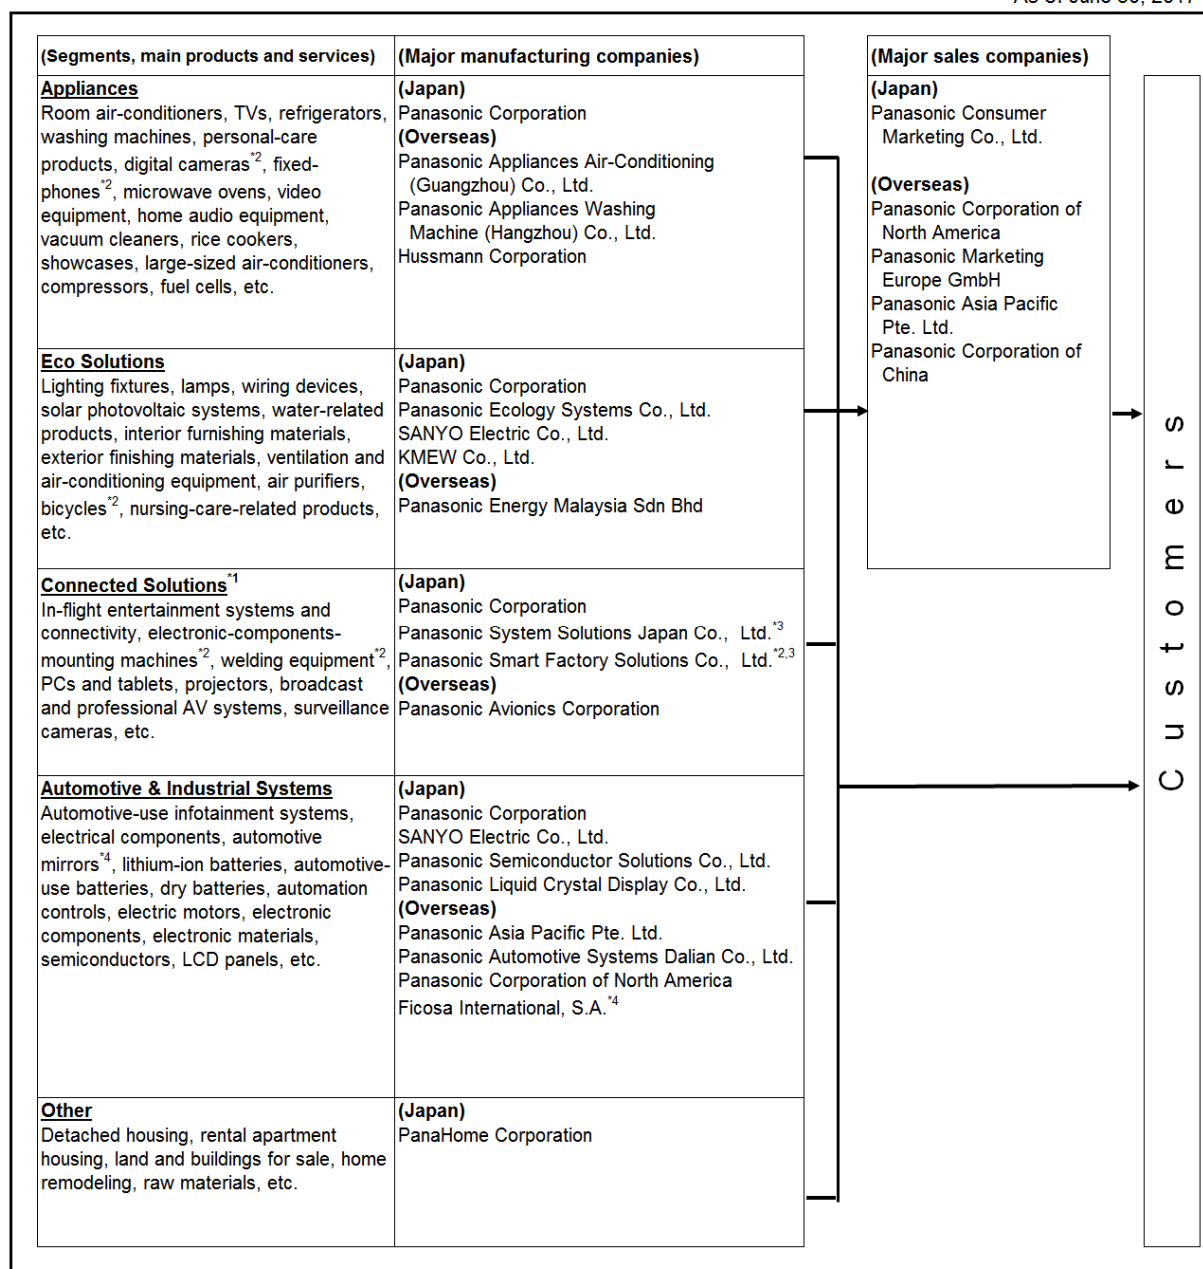 As of June 30, 2017
(Segments, main products and services)
(Major manufacturing companies)
(Major sales companies)
Appliances
Room air-conditioners, TVs, refrigerators,
washing machines, personal-care
products, digital cameras*2, fixed-
phones*2, microwave ovens, video
equipment, home audio equipment,
vacuum cleaners, rice cookers,
showcases, large-sized air-conditioners,
compressors, fuel cells, etc.
(Japan)
Panasonic Corporation
(Overseas)
Panasonic Appliances Air-Conditioning
(Guangzhou) Co., Ltd.
Panasonic Appliances Washing
Machine (Hangzhou) Co., Ltd.
Hussmann Corporation
(Japan)
Panasonic Consumer
Marketing Co., Ltd.
(Overseas)
Panasonic Corporation of
North America
Panasonic Marketing
Europe GmbH
Panasonic Asia Pacific
Pte. Ltd.
Panasonic Corporation of
China
Customers
Eco Solutions
Lighting fixtures, lamps, wiring devices,
solar photovoltaic systems, water-related
products, interior furnishing materials,
exterior finishing materials, ventilation and
air-conditioning equipment, air purifiers,
bicycles*2, nursing-care-related products,
etc.
(Japan)
Panasonic Corporation
Panasonic Ecology Systems Co., Ltd.
SANYO Electric Co., Ltd.
KMEW Co., Ltd.
(Overseas)
Panasonic Energy Malaysia Sdn Bhd
Connected Solutions*1
In-flight entertainment systems and
connectivity, electronic-components-
mounting machines*2, welding equipment*2,
PCs and tablets, projectors, broadcast
and professional AV systems, surveillance
cameras, etc.
(Japan)
Panasonic Corporation
Panasonic System Solutions Japan Co., Ltd.*3
Panasonic Smart Factory Solutions Co., Ltd.*2,3
(Overseas)
Panasonic Avionics Corporation
Automotive & Industrial Systems
Automotive-use infotainment systems,
electrical components, automotive
mirrors*4, lithium-ion batteries, automotive-
use batteries, dry batteries, automation
controls, electric motors, electronic
components, electronic materials,
semiconductors, LCD panels, etc.
(Japan)
Panasonic Corporation
SANYO Electric Co., Ltd.
Panasonic Semiconductor Solutions Co., Ltd.
Panasonic Liquid Crystal Display Co., Ltd.
(Overseas)
Panasonic Asia Pacific Pte. Ltd.
Panasonic Automotive Systems Dalian Co., Ltd.
Panasonic Corporation of North America
Ficosa International, S.A.*4
Other
Detached housing, rental apartment
housing, land and buildings for sale, home
remodeling, raw materials, etc.
(Japan)
PanaHome Corporation